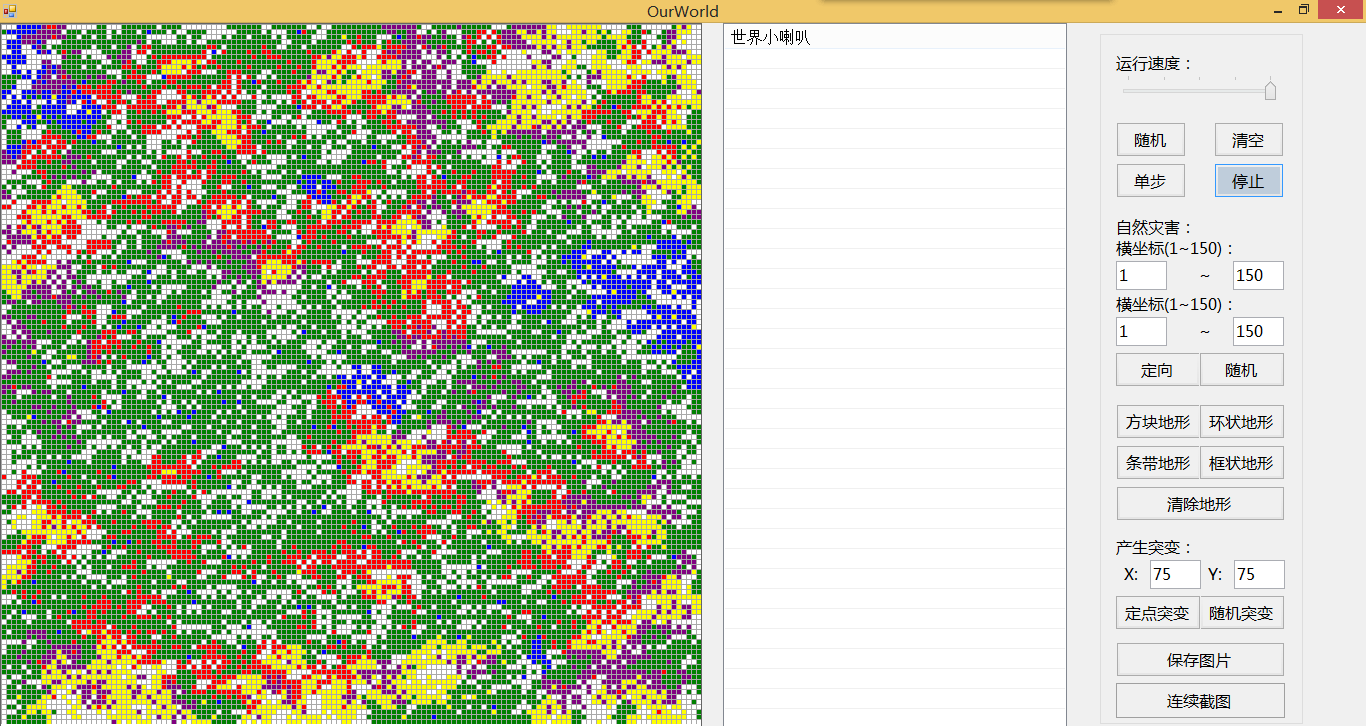 OurWorld
世界小喇叭
运行速度：
随机 清空
单步 停止
自然灾害：
横坐标(1~150)：
1 ~ 150
横坐标(1~150)：
1 ~ 150
定向 随机
方块地形 环状地形
条带地形 框状地形
清除地形
产生突变：
X: 75 Y: 75
定点突变 随机突变
保存图片
连续截图